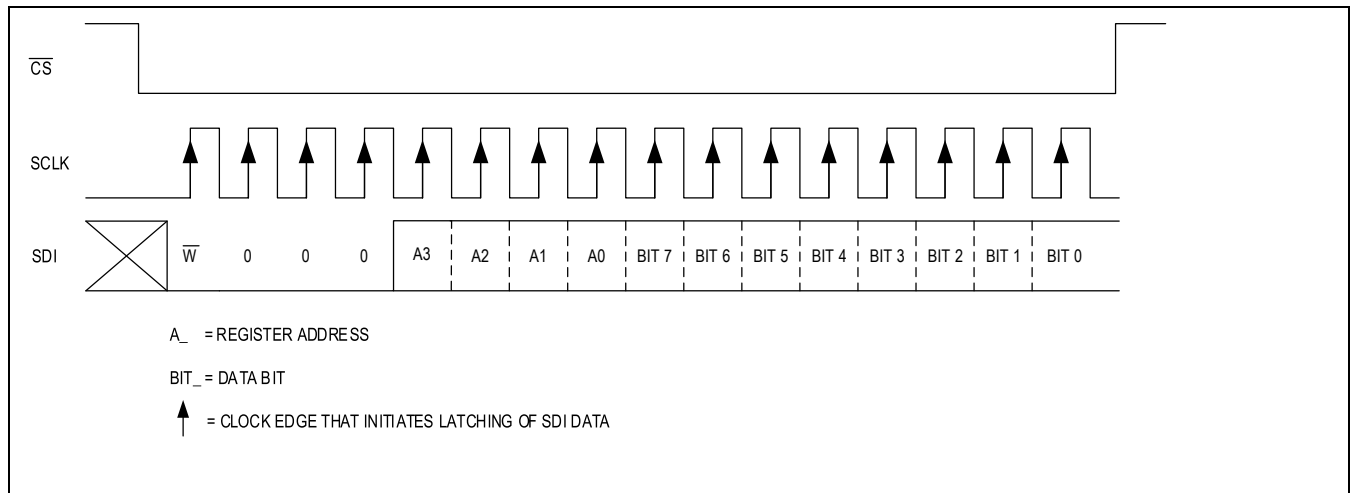 C̅S̅
SCLK
SDI W̅ 0 0 0 A3 A2 A1 A0 BIT 7 BIT 6 BIT 5 BIT 4 BIT 3 BIT 2 BIT 1 BIT 0
A_ = REGISTER ADDRESS
BIT_ = DATA BIT
= CLOCK EDGE THAT INITIATES LATCHING OF SDI DATA